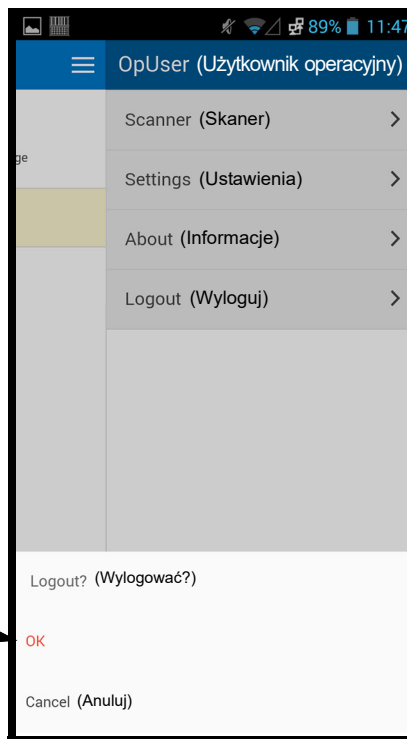 89% 11:47
OpUser (Użytkownik operacyjny)
Scanner (Skaner)
ge
Settings (Ustawienia)
About (Informacje)
Logout (Wyloguj)
Logout? (Wylogować?)
OK
Cancel (Anuluj)